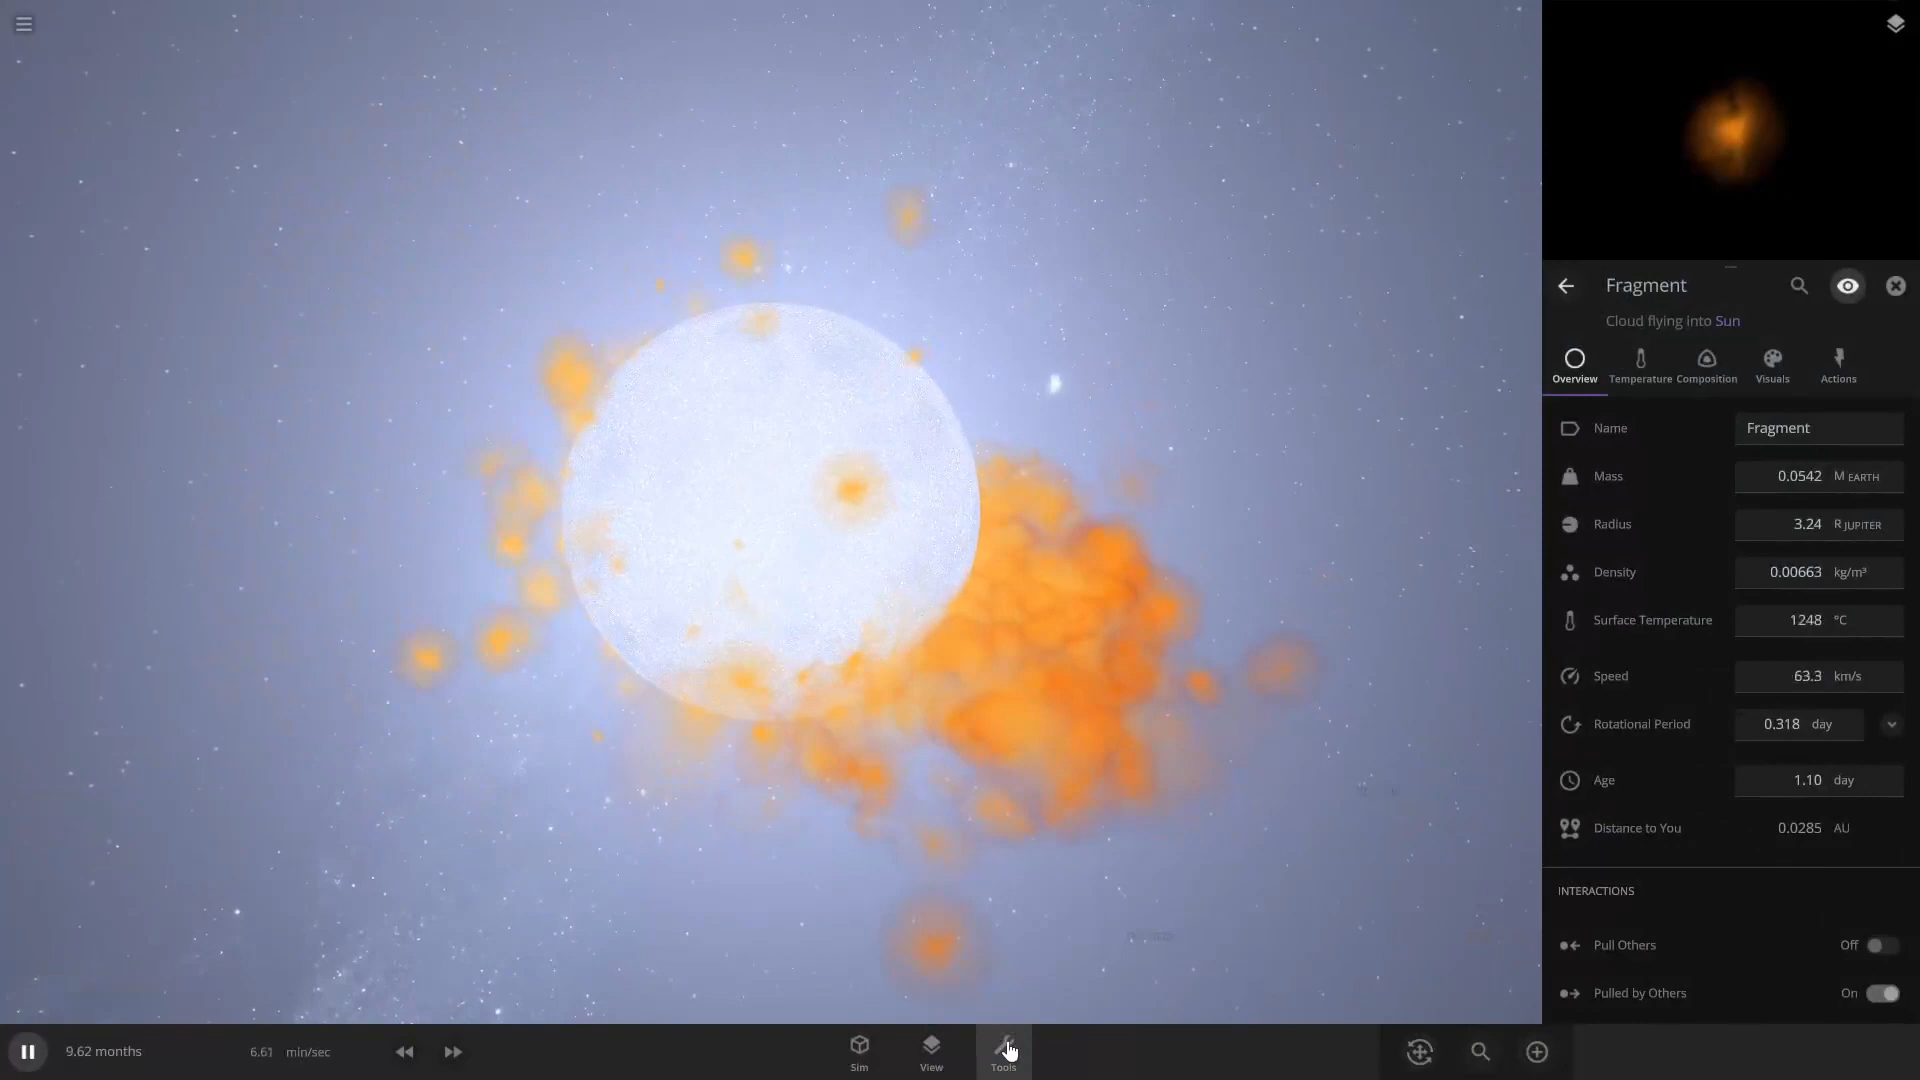 Fragment
Cloud flying into Sun
Overview Temperature Composition Visuals Actions
Name Fragment
Mass 0.0542 M EARTH
Radius 3.24 R JUPITER
Density 0.00663 kg/m³
Surface Temperature 1248 °C
Speed 63.3 km/s
Rotational Period 0.318 day
Age 1.10 day
Distance to You 0.0285 AU
INTERACTIONS
Pull Others Off
Pulled by Others On
9.62 months 6.61 min/sec Sim View Tools